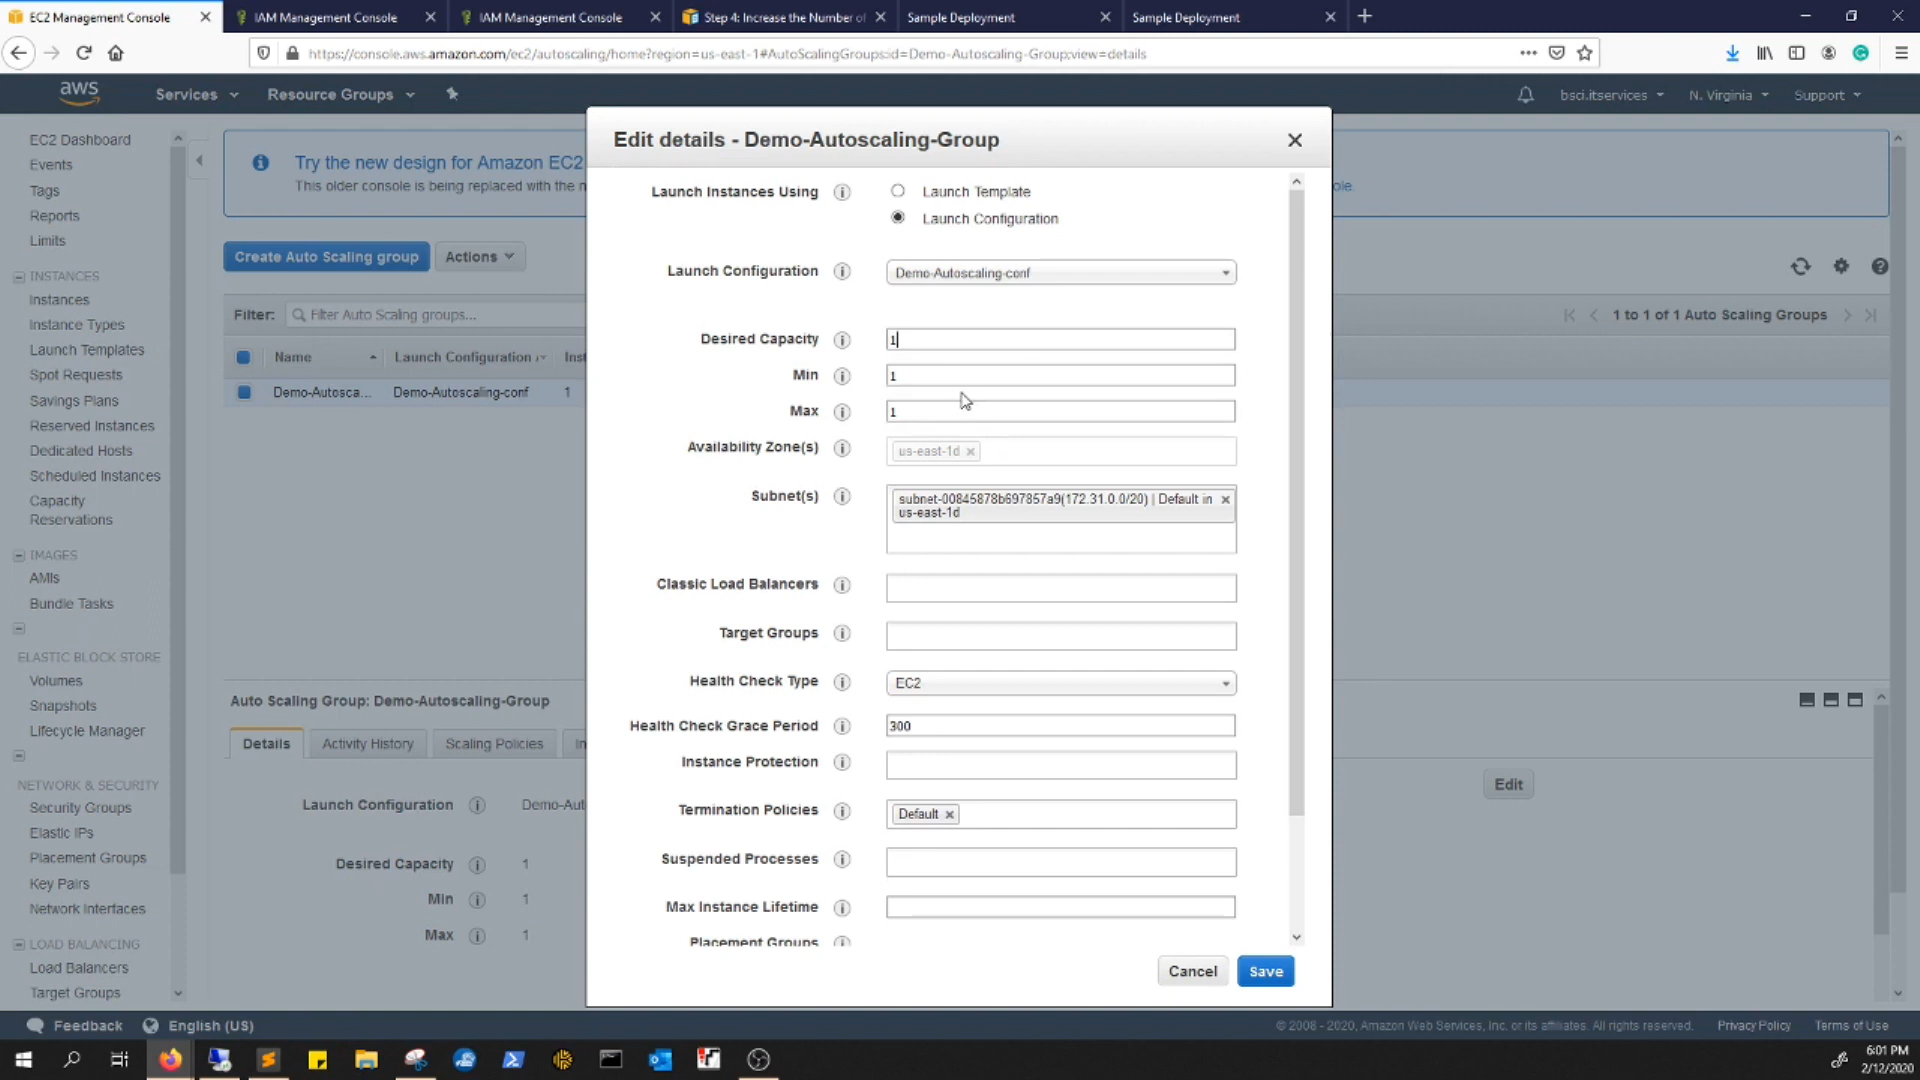 EC2 Management Console
IAM Management Console
IAM Management Console
Step 4: Increase the Number of
Sample Deployment
Sample Deployment
https://console.aws.amazon.com/ec2/autoscaling/home?region=us-east-1#AutoScalingGroups:id=Demo-Autoscaling-Group;view=details
aws
Services
Resource Groups
bsci.itservices
N. Virginia
Support
EC2 Dashboard
Events
Tags
Reports
Limits
INSTANCES
Instances
Instance Types
Launch Templates
Spot Requests
Savings Plans
Reserved Instances
Dedicated Hosts
Scheduled Instances
Capacity
Reservations
IMAGES
AMIs
Bundle Tasks
ELASTIC BLOCK STORE
Volumes
Snapshots
Lifecycle Manager
NETWORK & SECURITY
Security Groups
Elastic IPs
Placement Groups
Key Pairs
Network Interfaces
LOAD BALANCING
Load Balancers
Target Groups
Try the new design for Amazon EC2
This older console is being replaced with the
Create Auto Scaling group
Actions
Filter:
Filter Auto Scaling groups...
1 to 1 of 1 Auto Scaling Groups
Name
Launch Configuration
Inst
Demo-Autosca...
Demo-Autoscaling-conf
1
Auto Scaling Group: Demo-Autoscaling-Group
Details
Activity History
Scaling Policies
Edit
Launch Configuration
Demo-Aut
Desired Capacity
1
Min
1
Max
1
Edit details - Demo-Autoscaling-Group
Launch Instances Using
Launch Template
Launch Configuration
Launch Configuration
Demo-Autoscaling-conf
Desired Capacity
1
Min
1
Max
1
Availability Zone(s)
us-east-1d
Subnet(s)
subnet-00845878b697857a9(172.31.0.0/20) | Default in
us-east-1d
Classic Load Balancers
Target Groups
Health Check Type
EC2
Health Check Grace Period
300
Instance Protection
Termination Policies
Default
Suspended Processes
Max Instance Lifetime
Placement Groups
Cancel
Save
Feedback
English (US)
© 2008 - 2020, Amazon Web Services, Inc. or its affiliates. All rights reserved.
Privacy Policy
Terms of Use
6:01 PM
2/12/2020